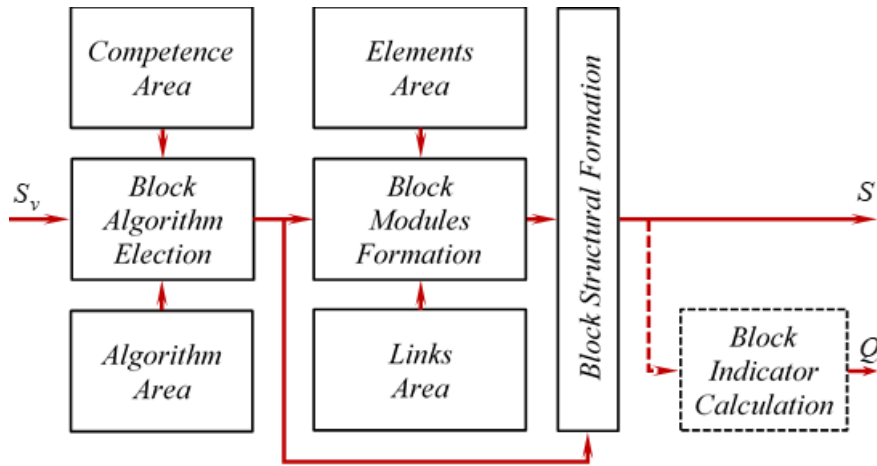 Competence
Area
Elements
Area
Block Structural Formation
S_v
Block
Algorithm
Election
Block
Modules
Formation
S
Algorithm
Area
Links
Area
Block
Indicator
Calculation
Q